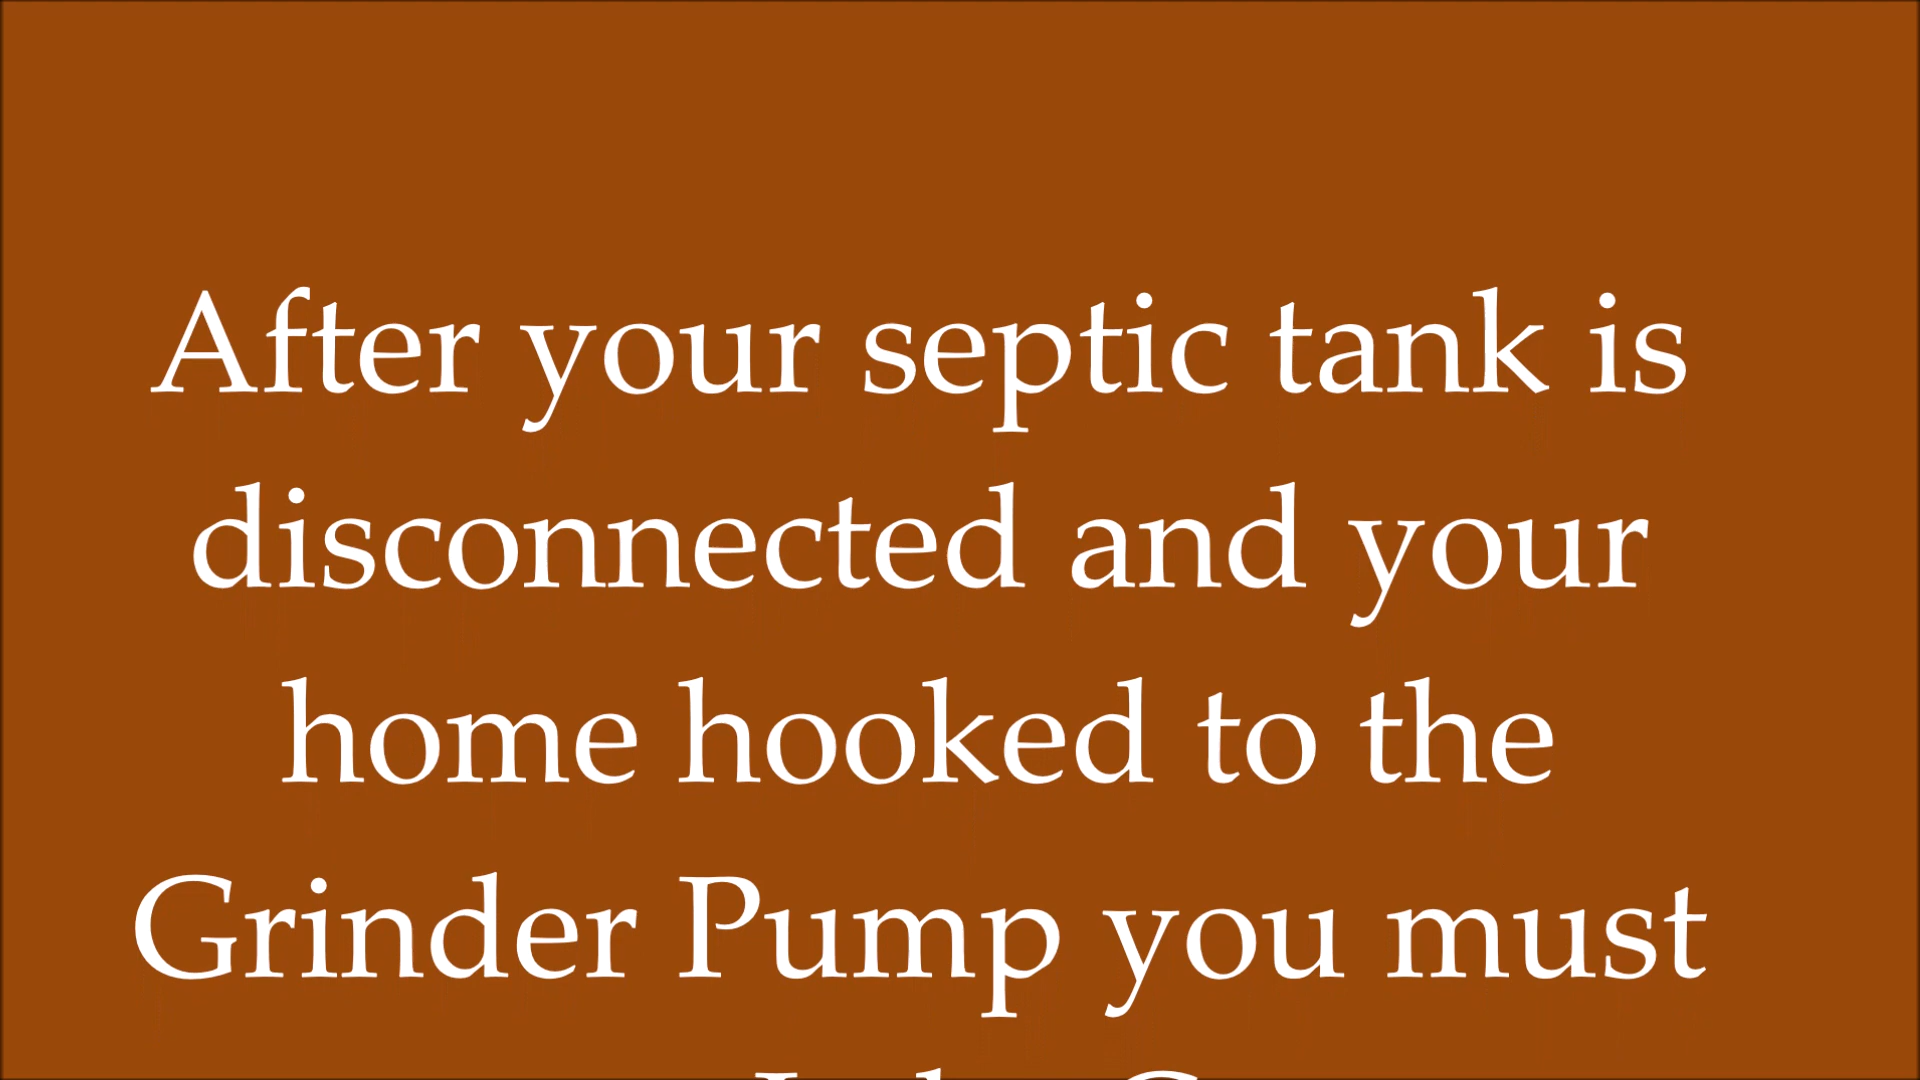 After your septic tank is
disconnected and your
home hooked to the
Grinder Pump you must